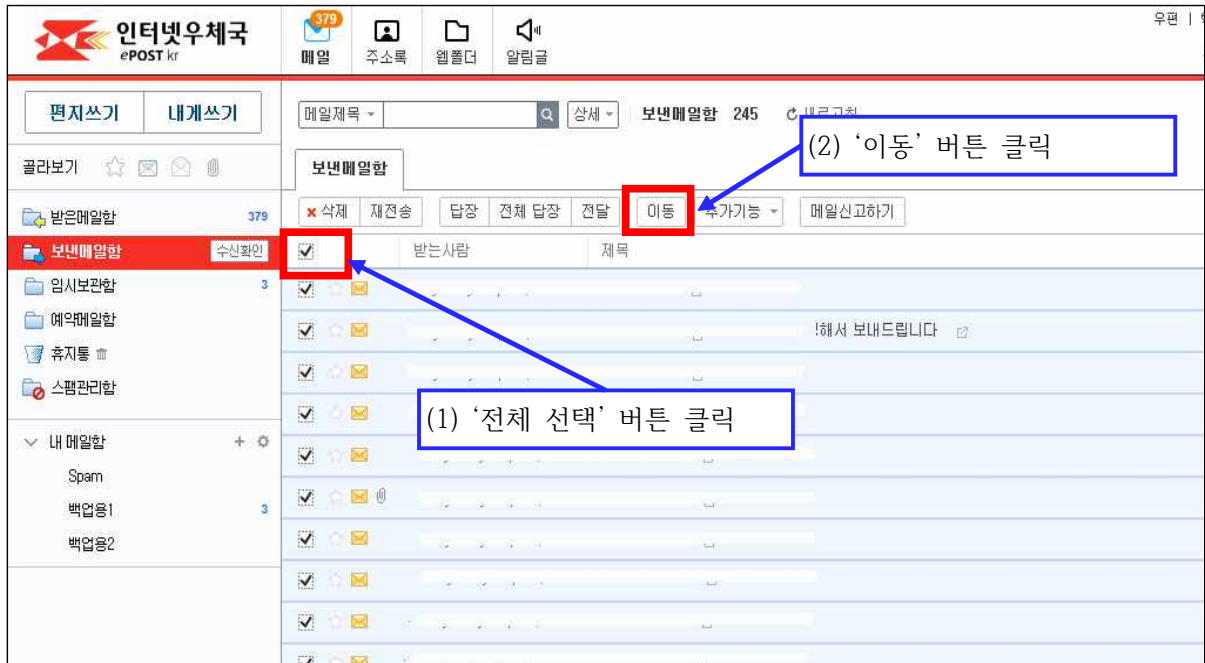 인터넷우체국
ePOST.kr
379
메일
주소록
웹폴더
알림글
우편 |
편지쓰기
내게쓰기
메일제목
상세
보낸메일함 245
(2) ‘이동’ 버튼 클릭
골라보기
보낸메일함
받은메일함 379
삭제
재전송
답장
전체 답장
전달
이동
추가기능
메일신고하기
보낸메일함 수신확인
받는사람
제목
임시보관함 3
예약메일함
해서 보내드립니다
휴지통
스팸관리함
(1) ‘전체 선택’ 버튼 클릭
내 메일함
Spam
백업용1 3
백업용2